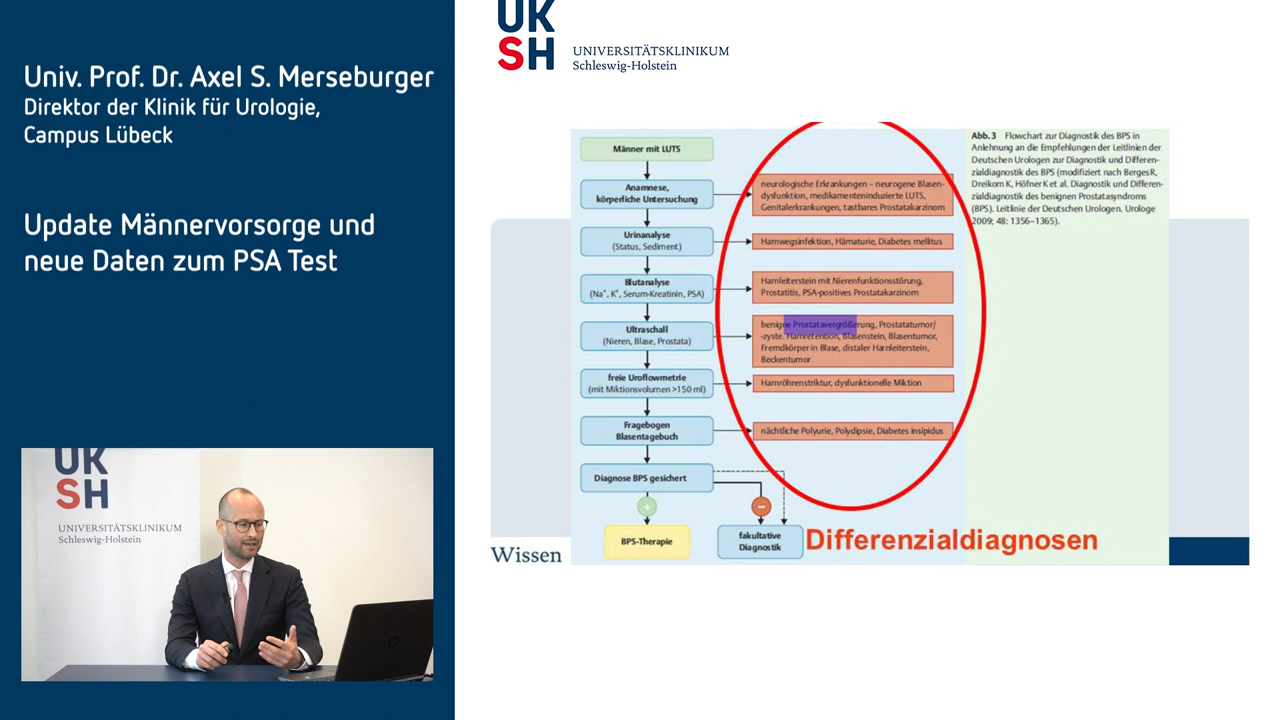 Univ. Prof. Dr. Axel S. Merseburger
Direktor der Klinik für Urologie,
Campus Lübeck
Update Männervorsorge und
neue Daten zum PSA Test
UK
SH
UNIVERSITÄTSKLINIKUM
Schleswig-Holstein
UK
SH
UNIVERSITÄTSKLINIKUM
Schleswig-Holstein
Männer mit LUTS
Anamnese,
körperliche Untersuchung
neurologische Erkrankungen – neurogene Blasen-
dysfunktion, medikamenteninduzierte LUTS,
Genitalerkrankungen, tastbares Prostatakarzinom
Urinanalyse
(Status, Sediment)
Harnwegsinfektion, Hämaturie, Diabetes mellitus
Blutanalyse
(Na⁺, K⁺, Serum-Kreatinin, PSA)
Harnleiterstein mit Nierenfunktionsstörung,
Prostatitis, PSA-positives Prostatakarzinom
Ultraschall
(Nieren, Blase, Prostata)
benigne Prostatavergrößerung, Prostatatumor/
-zyste. Harnretention, Blasenstein, Blasentumor,
Fremdkörper in Blase, distaler Harnleiterstein,
Beckentumor
freie Uroflowmetrie
(mit Miktionsvolumen >150 ml)
Harnröhrenstriktur, dysfunktionelle Miktion
Fragebogen
Blasentagebuch
nächtliche Polyurie, Polydipsie, Diabetes insipidus
Diagnose BPS gesichert
+
–
BPS-Therapie
fakultative
Diagnostik
Differenzialdiagnosen
Abb. 3 Flowchart zur Diagnostik des BPS in
Anlehnung an die Empfehlungen der Leitlinien der
Deutschen Urologen zur Diagnostik und Differen-
zialdiagnostik des BPS (modifiziert nach Berges R,
Dreikorn K, Höfner K et al. Diagnostik und Differen-
zialdiagnostik des benignen Prostatasyndroms
(BPS). Leitlinie der Deutschen Urologen. Urologe
2009; 48: 1356–1365).
Wissen